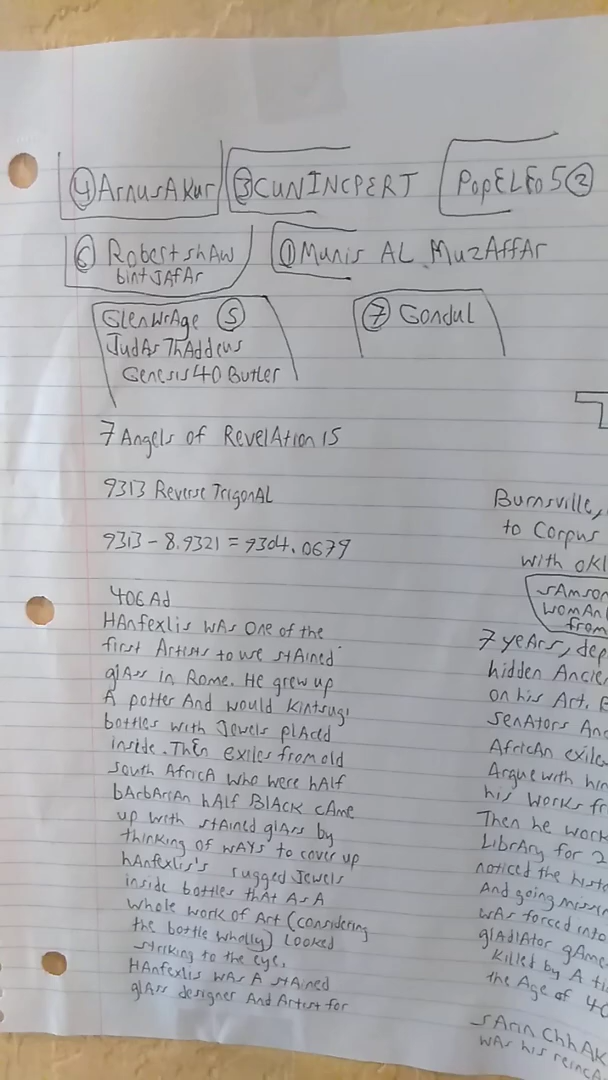 ④ ArnusAkur ③ CUNINCPERT PopELEo5 ②
⑥ RobertshAw ① Munis AL MuzAffAr
bintJAfAr
GlenWrAge ⑤ ⑦ Gondul
JudAs ThAddeus
Genesis 40 Butler
7 Angels of RevelAtion 15
9313 Reverse TrigonAL
9313 - 8.9321 = 9304.0679
406 Ad
HAnfexlis wAs one of the
first Artists to use stAined
glAss in Rome. He grew up
A potter And would kintsugi
bottles with Jewels plAced
inside. Then exiles from old
South AfricA who were hAlf
bArbAriAn hAlf BlAck cAme
up with stAined glAss by
thinking of wAys to cover up
hAnfexlis's rugged Jewels
inside bottles thAt As A
whole work of Art (considering
the bottle wholly) Looked
striking to the eye.
HAnfexlis wAs A stAined
glAss designer And Artist for
Burnsville,
to Corpus
with okl
sAmson
womAn
from
7 yeArs, dep
hidden Ancie
on his Art.
SenAtors An
AfricAn exile
Argue with hi
his works fr
Then he work
LibrAry for 2
noticed the histo
And going missi
wAs forced into
glAdiAtor gAme
killed by A ti
the Age of 40
sArin ChhAk
wAs his reincA